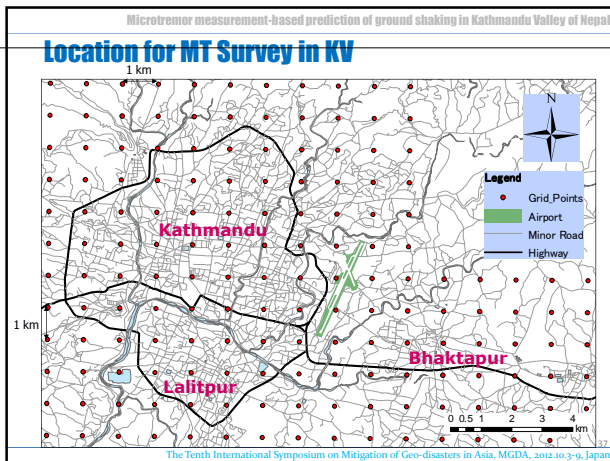 Microtremor measurement-based prediction of ground shaking in Kathmandu Valley of Nepal
Location for MT Survey in KV
1 km
N
Legend
Grid_Points
Airport
Minor Road
Highway
Kathmandu
1 km
Bhaktapur
Lalitpur
0 0.5 1 2 3 4
km
37
The Tenth International Symposium on Mitigation of Geo-disasters in Asia, MGDA, 2012.10.3-9, Japan